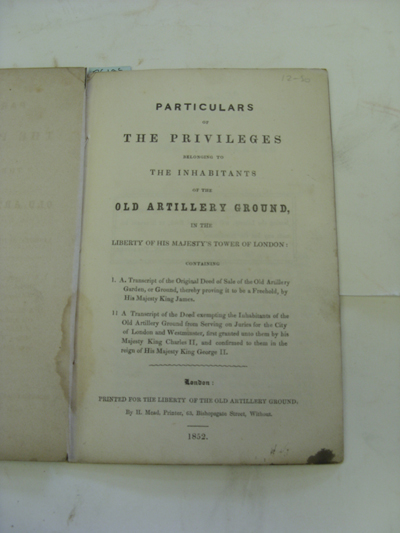 PARTICULARS
OF
THE PRIVILEGES
BELONGING TO
THE INHABITANTS
OF THE
OLD ARTILLERY GROUND,
IN THE
LIBERTY OF HIS MAJESTY'S TOWER OF LONDON:
CONTAINING
I. A. Transcript of the Original Deed of Sale of the Old Artillery
Garden, or Ground, thereby proving it to be a Freehold, by
His Majesty King James.
II A Transcript of the Deed exempting the Inhabitants of the
Old Artillery Ground from Serving on Juries for the City
of London and Westminster, first granted unto them by his
Majesty King Charles II, and confirmed to them in the
reign of His Majesty King George II.
London:
PRINTED FOR THE LIBERTY OF THE OLD ARTILLERY GROUND.
By H. Mead, Printer, Bishopsgate Street, Without.
1852.